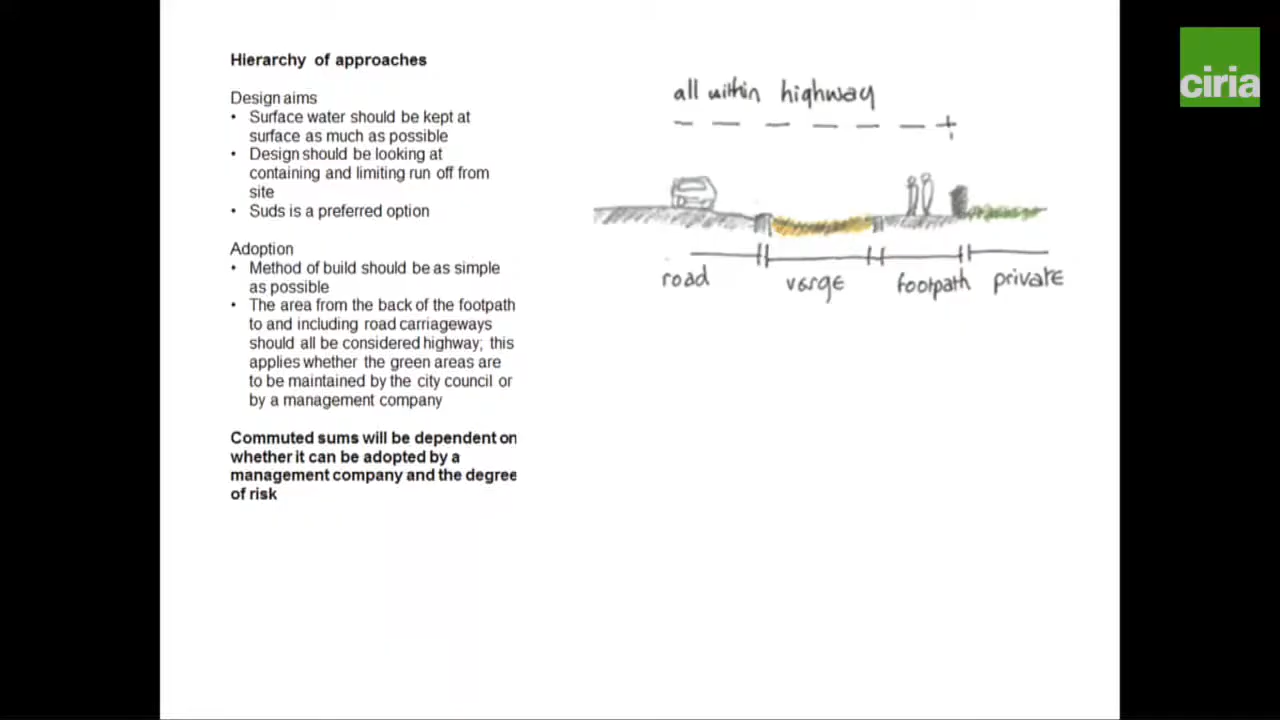 Hierarchy of approaches
Design aims
• Surface water should be kept at
surface as much as possible
• Design should be looking at
containing and limiting run off from
site
• Suds is a preferred option
Adoption
• Method of build should be as simple
as possible
• The area from the back of the footpath
to and including road carriageways
should all be considered highway; this
applies whether the green areas are
to be maintained by the city council or
by a management company
Commuted sums will be dependent on
whether it can be adopted by a
management company and the degree
of risk
all within highway
road verge footpath private
ciria